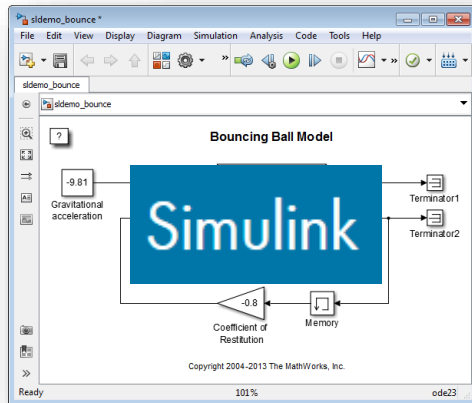 sldemo_bounce *
File Edit View Display Diagram Simulation Analysis Code Tools Help
sldemo_bounce
sldemo_bounce
?
Bouncing Ball Model
-9.81
Gravitational
acceleration
Simulink
Terminator1
Terminator2
-0.8
Coefficient of
Restitution
Memory
Copyright 2004-2013 The MathWorks, Inc.
Ready 101% ode23